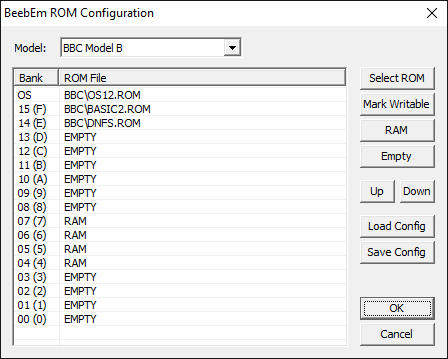 BeebEm ROM Configuration
Model: BBC Model B
Bank ROM File
OS BBC\OS12.ROM
15 (F) BBC\BASIC2.ROM
14 (E) BBC\DNFS.ROM
13 (D) EMPTY
12 (C) EMPTY
11 (B) EMPTY
10 (A) EMPTY
09 (9) EMPTY
08 (8) EMPTY
07 (7) RAM
06 (6) RAM
05 (5) RAM
04 (4) RAM
03 (3) EMPTY
02 (2) EMPTY
01 (1) EMPTY
00 (0) EMPTY
Select ROM
Mark Writable
RAM
Empty
Up Down
Load Config
Save Config
OK
Cancel